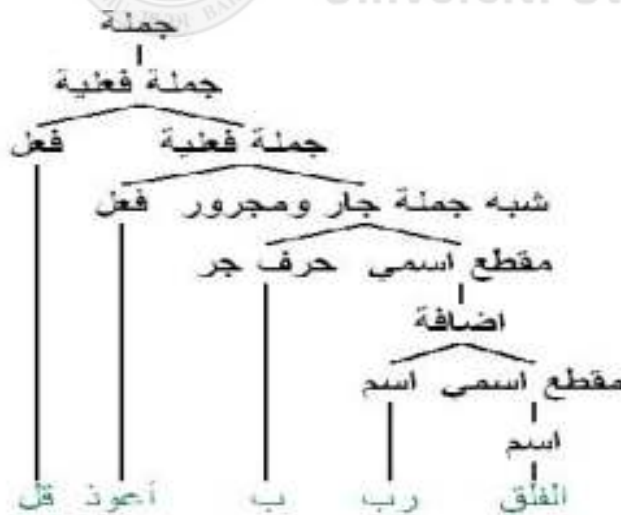 جملة
جملة فعلية
فعل
جملة فعلية
فعل
شبه جملة جار ومجرور
حرف جر
مقطع اسمي
اضافة
اسم
مقطع اسمي
اسم
قل
أعوذ
ب
رب
الفلق